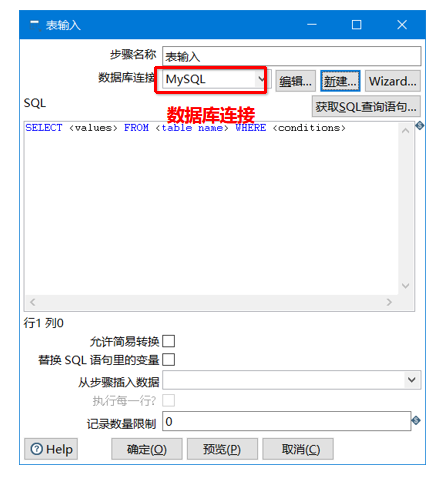 表输入
步骤名称 表输入
数据库连接 MySQL 编辑... 新建... Wizard...
SQL 获取SQL查询语句...
数据库连接
SELECT <values> FROM <table name> WHERE <conditions>
行1 列0
允许简易转换
替换 SQL 语句里的变量
从步骤插入数据
执行每一行?
记录数量限制 0
Help 确定(O) 预览(P) 取消(C)